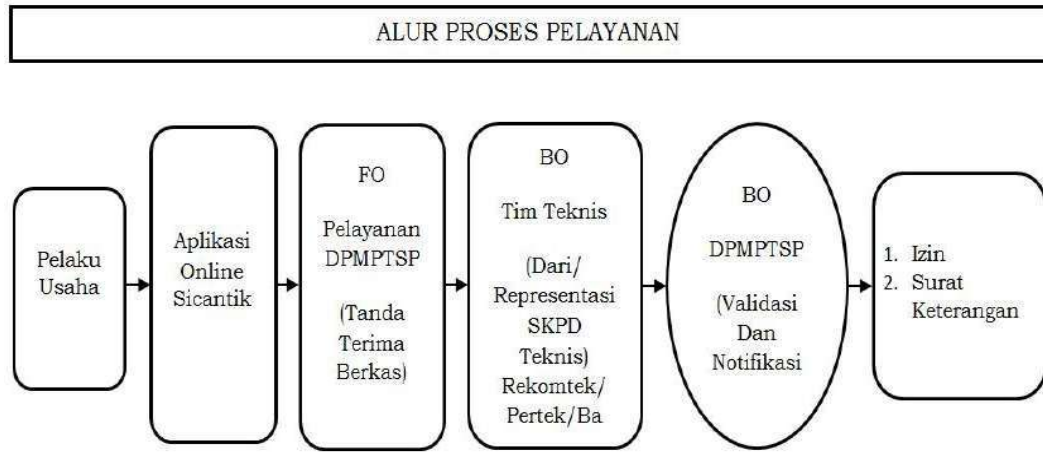 ALUR PROSES PELAYANAN
Pelaku
Usaha
Aplikasi
Online
Sicantik
FO
Pelayanan
DPMPTSP
(Tanda
Terima
Berkas)
BO
Tim Teknis
(Dari/
Representasi
SKPD
Teknis)
Rekomtek/
Pertek/Ba
BO
DPMPTSP
(Validasi
Dan
Notifikasi
1. Izin
2. Surat
Keterangan